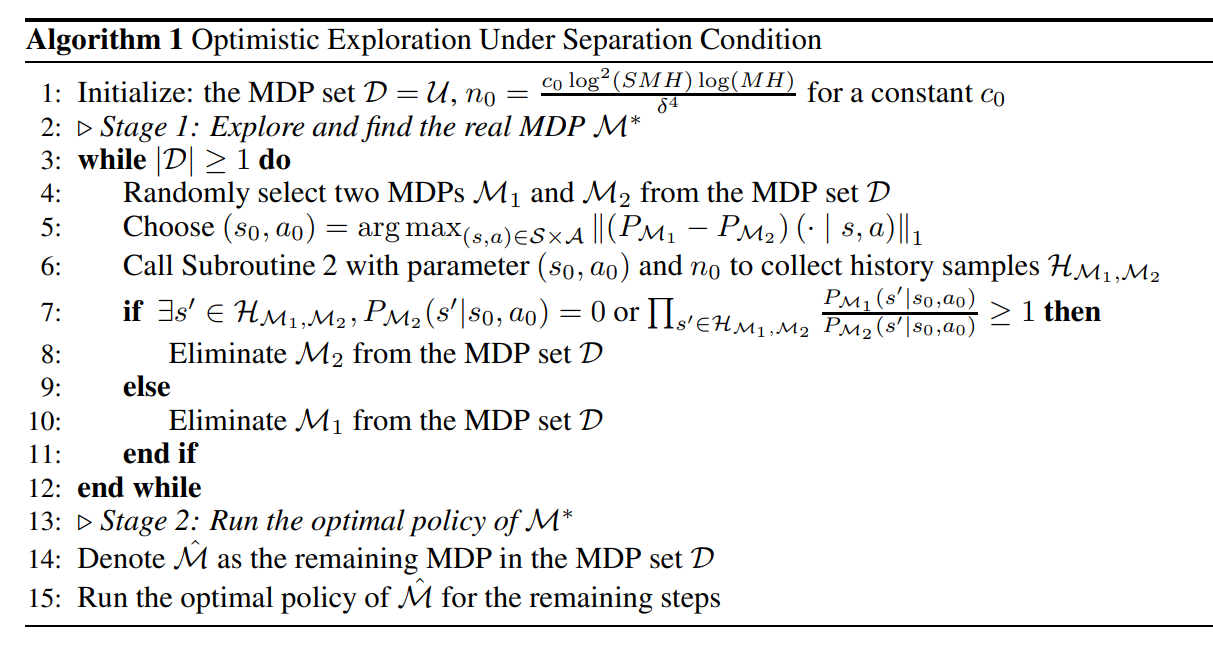 Algorithm 1 Optimistic Exploration Under Separation Condition
1: Initialize: the MDP set $\mathcal{D} = \mathcal{U}$, $n_0 = \frac{c_0 \log^2(SMH) \log(MH)}{\delta^4}$ for a constant $c_0$
2: ▷ Stage 1: Explore and find the real MDP $\mathcal{M}^*$
3: while $|\mathcal{D}| \geq 1$ do
4: Randomly select two MDPs $\mathcal{M}_1$ and $\mathcal{M}_2$ from the MDP set $\mathcal{D}$
5: Choose $(s_0, a_0) = \arg\max_{(s,a) \in \mathcal{S} \times \mathcal{A}} \|(P_{\mathcal{M}_1} - P_{\mathcal{M}_2})(\cdot \mid s, a)\|_1$
6: Call Subroutine 2 with parameter $(s_0, a_0)$ and $n_0$ to collect history samples $\mathcal{H}_{\mathcal{M}_1, \mathcal{M}_2}$
7: if $\exists s' \in \mathcal{H}_{\mathcal{M}_1, \mathcal{M}_2}, P_{\mathcal{M}_2}(s'|s_0, a_0) = 0$ or $\prod_{s' \in \mathcal{H}_{\mathcal{M}_1, \mathcal{M}_2}} \frac{P_{\mathcal{M}_1}(s'|s_0, a_0)}{P_{\mathcal{M}_2}(s'|s_0, a_0)} \geq 1$ then
8: Eliminate $\mathcal{M}_2$ from the MDP set $\mathcal{D}$
9: else
10: Eliminate $\mathcal{M}_1$ from the MDP set $\mathcal{D}$
11: end if
12: end while
13: ▷ Stage 2: Run the optimal policy of $\mathcal{M}^*$
14: Denote $\hat{\mathcal{M}}$ as the remaining MDP in the MDP set $\mathcal{D}$
15: Run the optimal policy of $\hat{\mathcal{M}}$ for the remaining steps